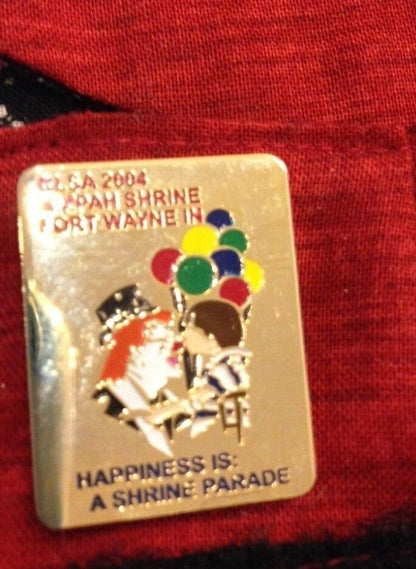 2004
SHRINE
FORT WAYNE IN
HAPPINESS IS:
A SHRINE PARADE